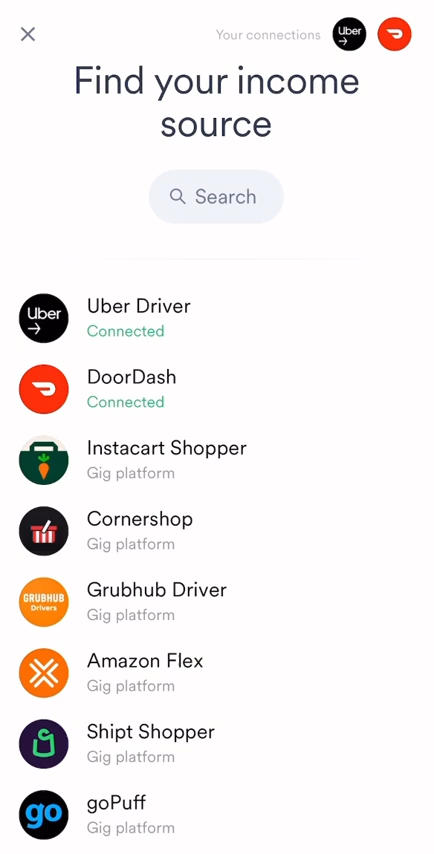 Your connections
Uber
Find your income
source
Search
Uber
Uber Driver
Connected
DoorDash
Connected
Instacart Shopper
Gig platform
Cornershop
Gig platform
GRUBHUB
Drivers
Grubhub Driver
Gig platform
Amazon Flex
Gig platform
Shipt Shopper
Gig platform
go
goPuff
Gig platform